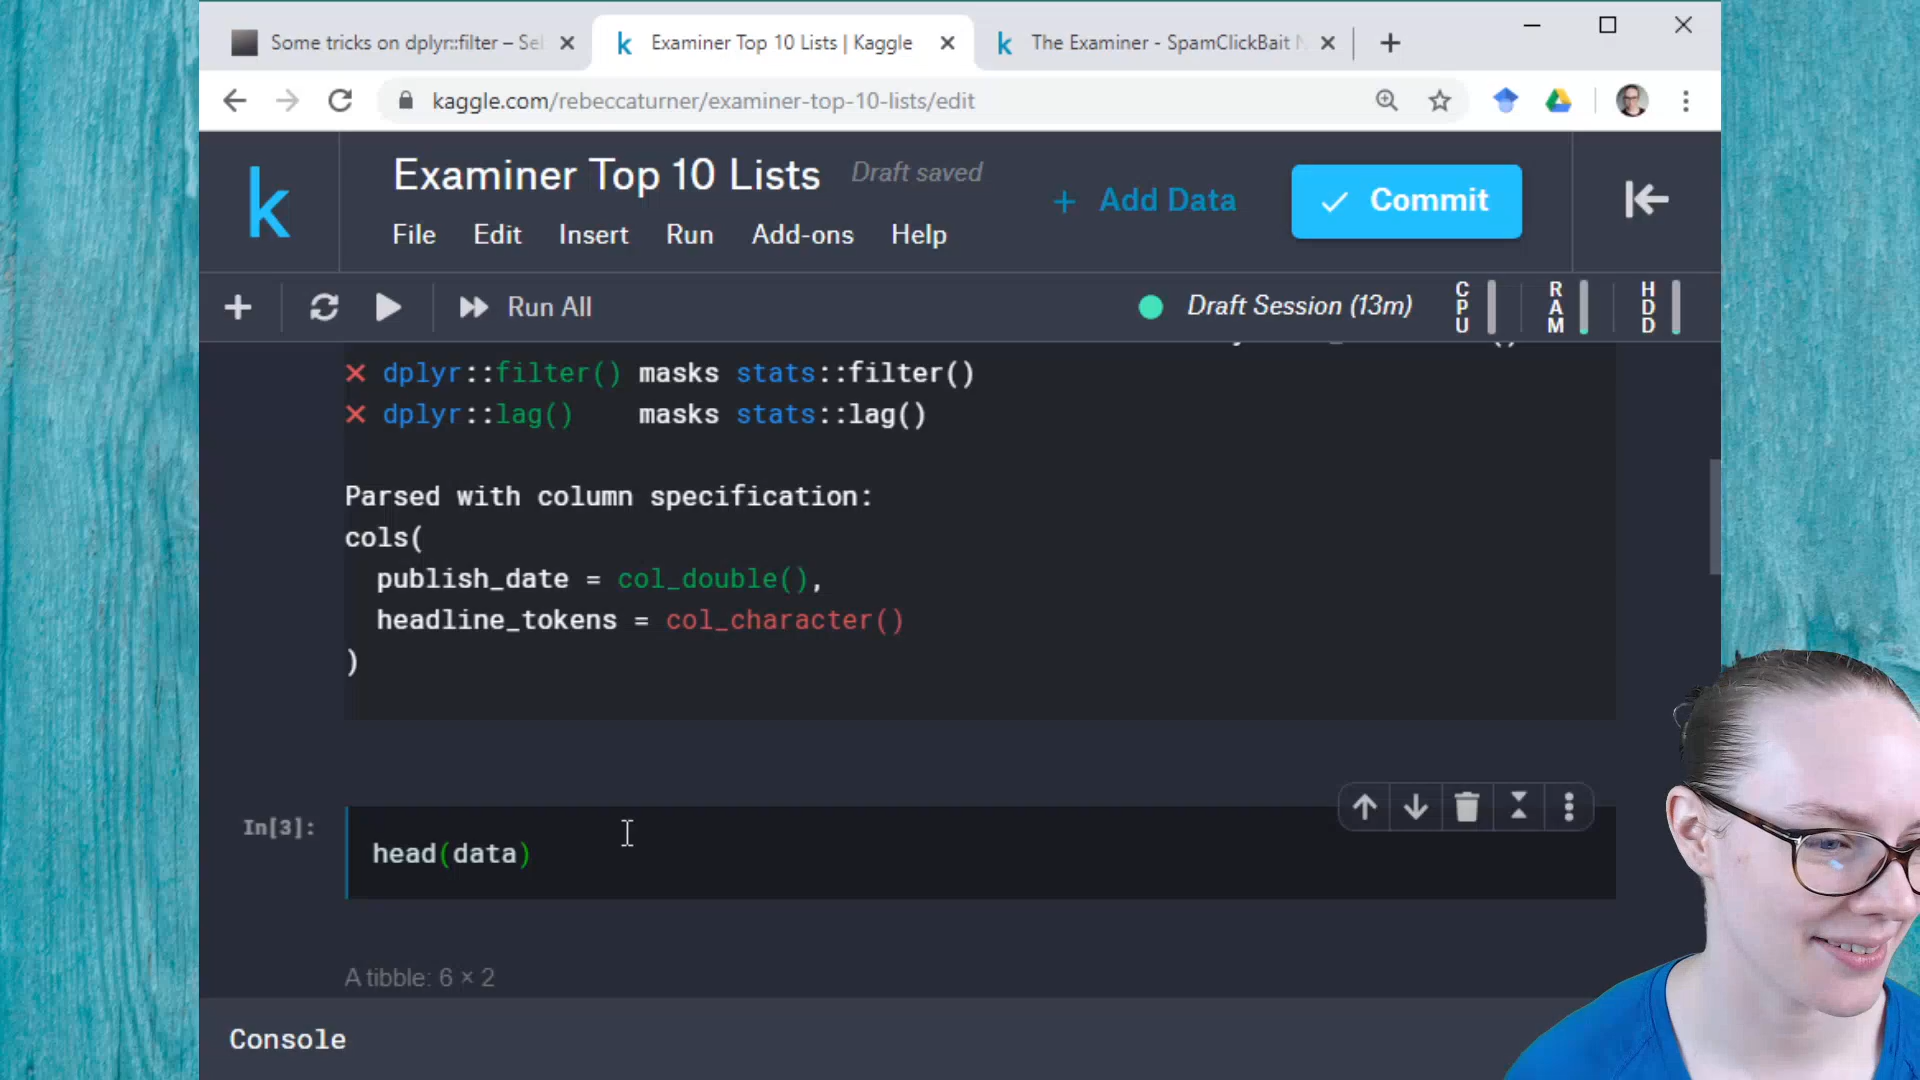 Some tricks on dplyr::filter – Sel
Examiner Top 10 Lists | Kaggle
The Examiner - SpamClickBait
kaggle.com/rebeccaturner/examiner-top-10-lists/edit
Examiner Top 10 Lists
Draft saved
+ Add Data
Commit
File Edit Insert Run Add-ons Help
Run All
Draft Session (13m)
CPU
RAM
HDD
✕ dplyr::filter() masks stats::filter()
✕ dplyr::lag()    masks stats::lag()
Parsed with column specification:
cols(
publish_date = col_double(),
headline_tokens = col_character()
)
In[3]:
head(data)
A tibble: 6 × 2
Console